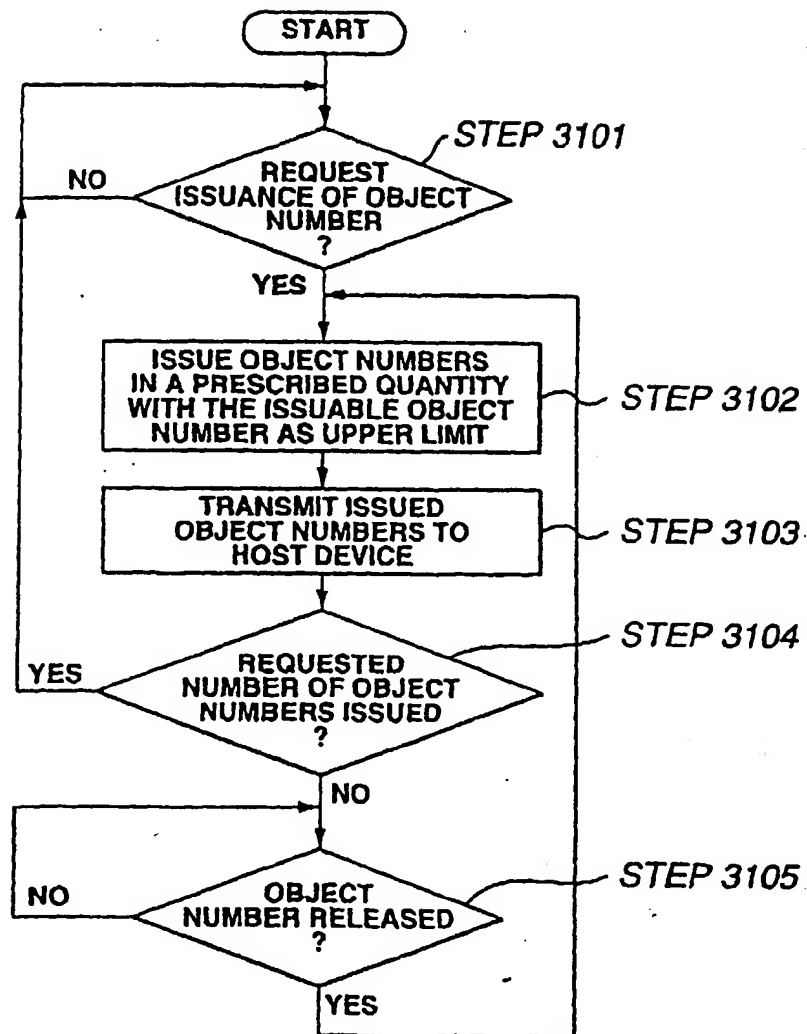 START
STEP 3101
REQUEST
ISSUANCE OF OBJECT
NUMBER
?
NO
YES
ISSUE OBJECT NUMBERS
IN A PRESCRIBED QUANTITY
WITH THE ISSUABLE OBJECT
NUMBER AS UPPER LIMIT
STEP 3102
TRANSMIT ISSUED
OBJECT NUMBERS TO
HOST DEVICE
STEP 3103
STEP 3104
REQUESTED
NUMBER OF OBJECT
NUMBERS ISSUED
?
YES
NO
STEP 3105
OBJECT
NUMBER RELEASED
?
NO
YES